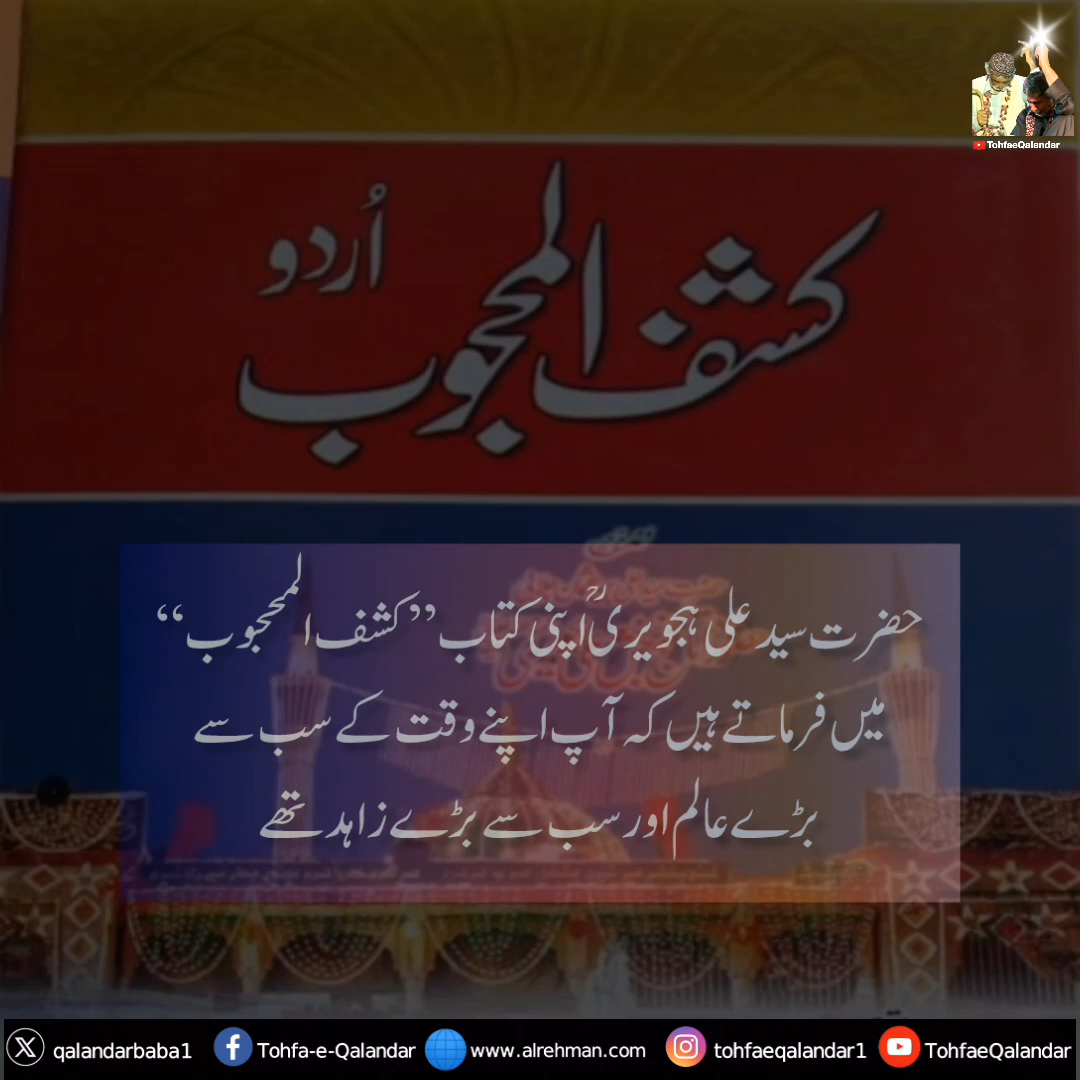 TohfaeQalandar
کشف المحجوب
اُردو
حضرت سید علی ہجویریؒ اپنی کتاب ”کشف المحجوب“
میں فرماتے ہیں کہ آپ اپنے وقت کے سب سے
بڑے عالم اور سب سے بڑے زاہد تھے
qalandarbaba1 Tohfa-e-Qalandar www.alrehman.com tohfaeqalandar1 TohfaeQalandar